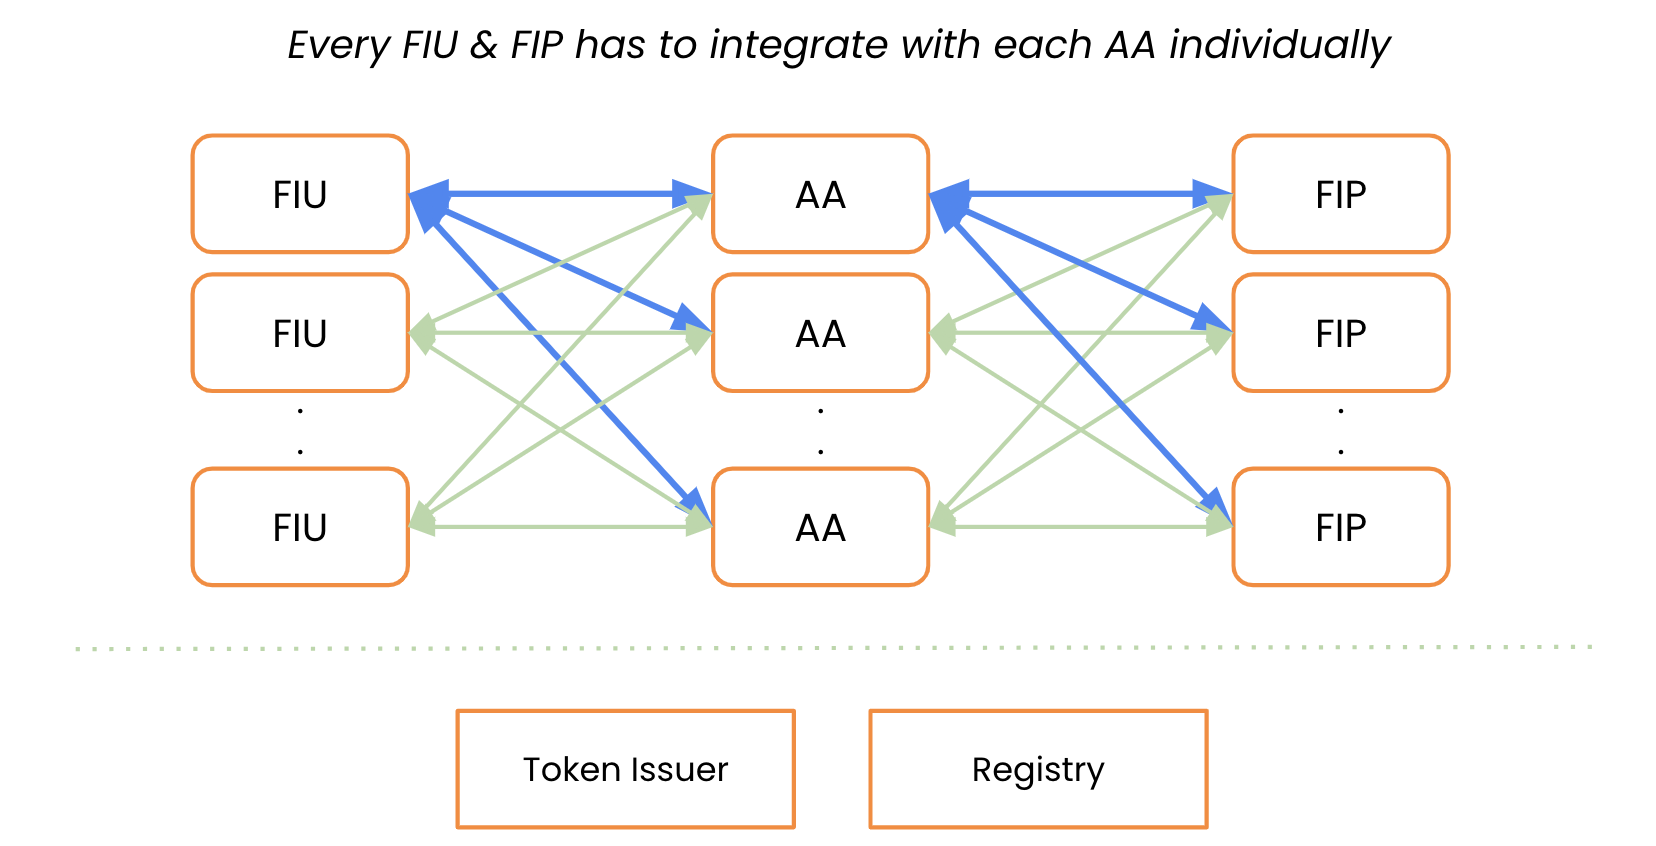 Every FIU & FIP has to integrate with each AA individually
FIU AA FIP
FIU AA FIP
FIU AA FIP
Token Issuer Registry